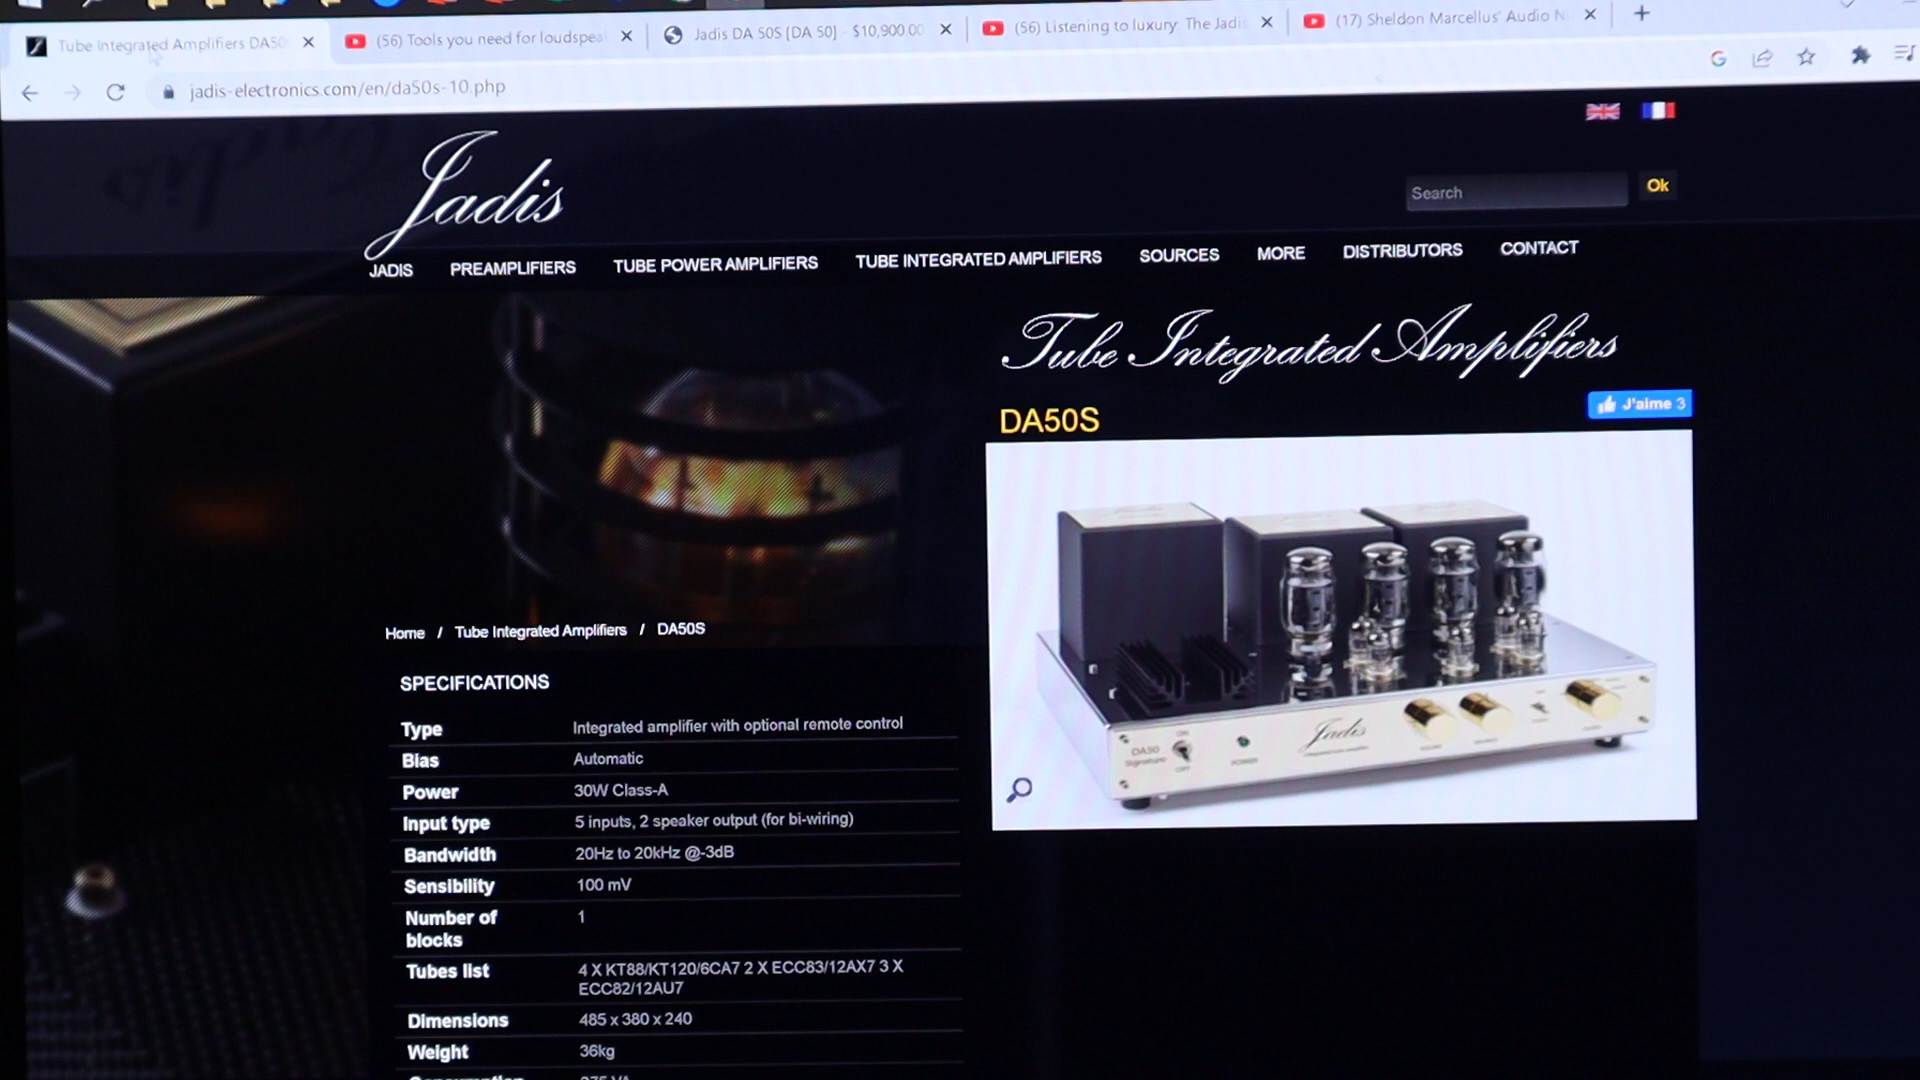 Tube Integrated Amplifiers DA50
(56) Tools you need for loudspea
Jadis DA 50S [DA 50] - $10,900.00
(56) Listening to luxury. The Jadi
(17) Sheldon Marcellus' Audio N
jadis-electronics.com/en/da50s-10.php
Jadis
Search
Ok
JADIS
PREAMPLIFIERS
TUBE POWER AMPLIFIERS
TUBE INTEGRATED AMPLIFIERS
SOURCES
MORE
DISTRIBUTORS
CONTACT
Tube Integrated Amplifiers
DA50S
J'aime 3
Jadis
DA50
Signature
ON
OFF
POWER
Home / Tube Integrated Amplifiers / DA50S
SPECIFICATIONS
Type Integrated amplifier with optional remote control
Bias Automatic
Power 30W Class-A
Input type 5 inputs, 2 speaker output (for bi-wiring)
Bandwidth 20Hz to 20kHz @-3dB
Sensibility 100 mV
Number of blocks 1
Tubes list 4 X KT88/KT120/6CA7 2 X ECC83/12AX7 3 X
ECC82/12AU7
Dimensions 485 x 380 x 240
Weight 36kg